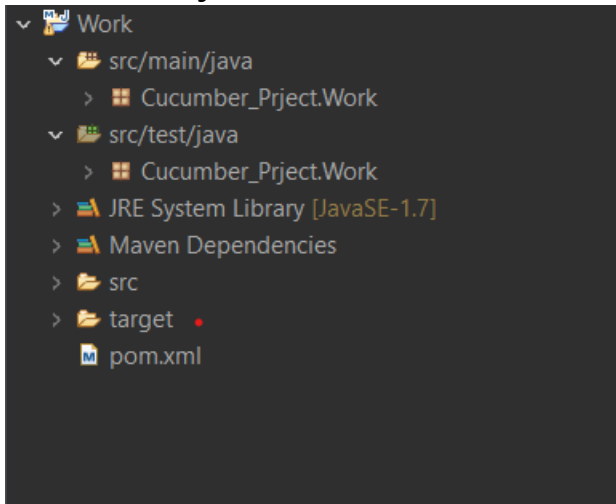 Work
src/main/java
Cucumber_Prject.Work
src/test/java
Cucumber_Prject.Work
JRE System Library [JavaSE-1.7]
Maven Dependencies
src
target
pom.xml